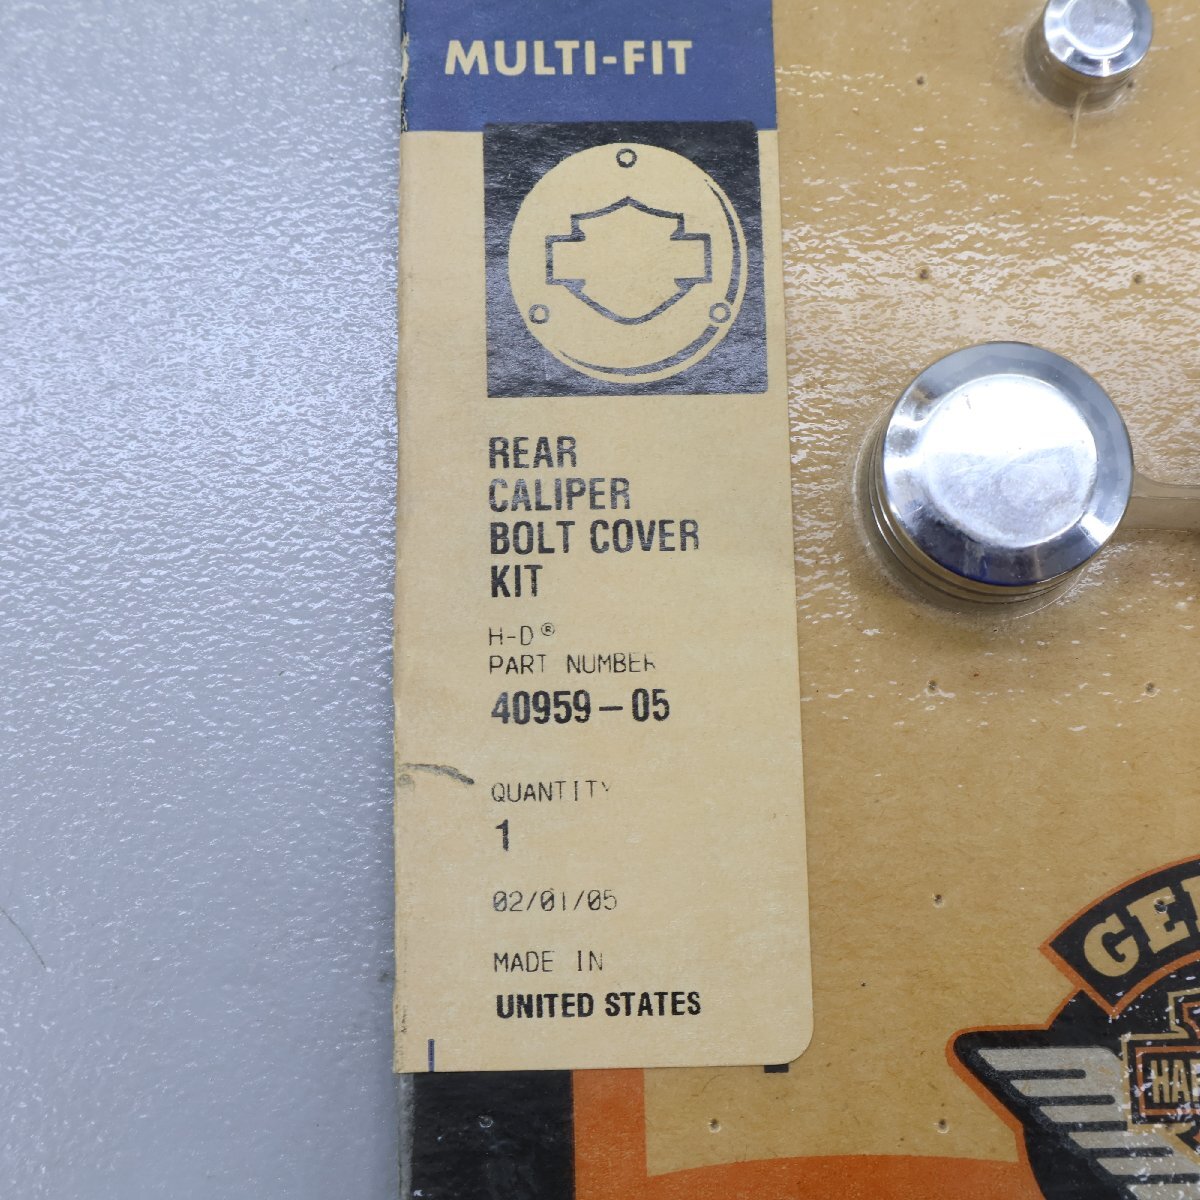 MULTI-FIT
REAR
CALIPER
BOLT COVER
KIT
H-D®
PART NUMBER
40959-05
QUANTITY
1
02/01/05
MADE IN
UNITED STATES